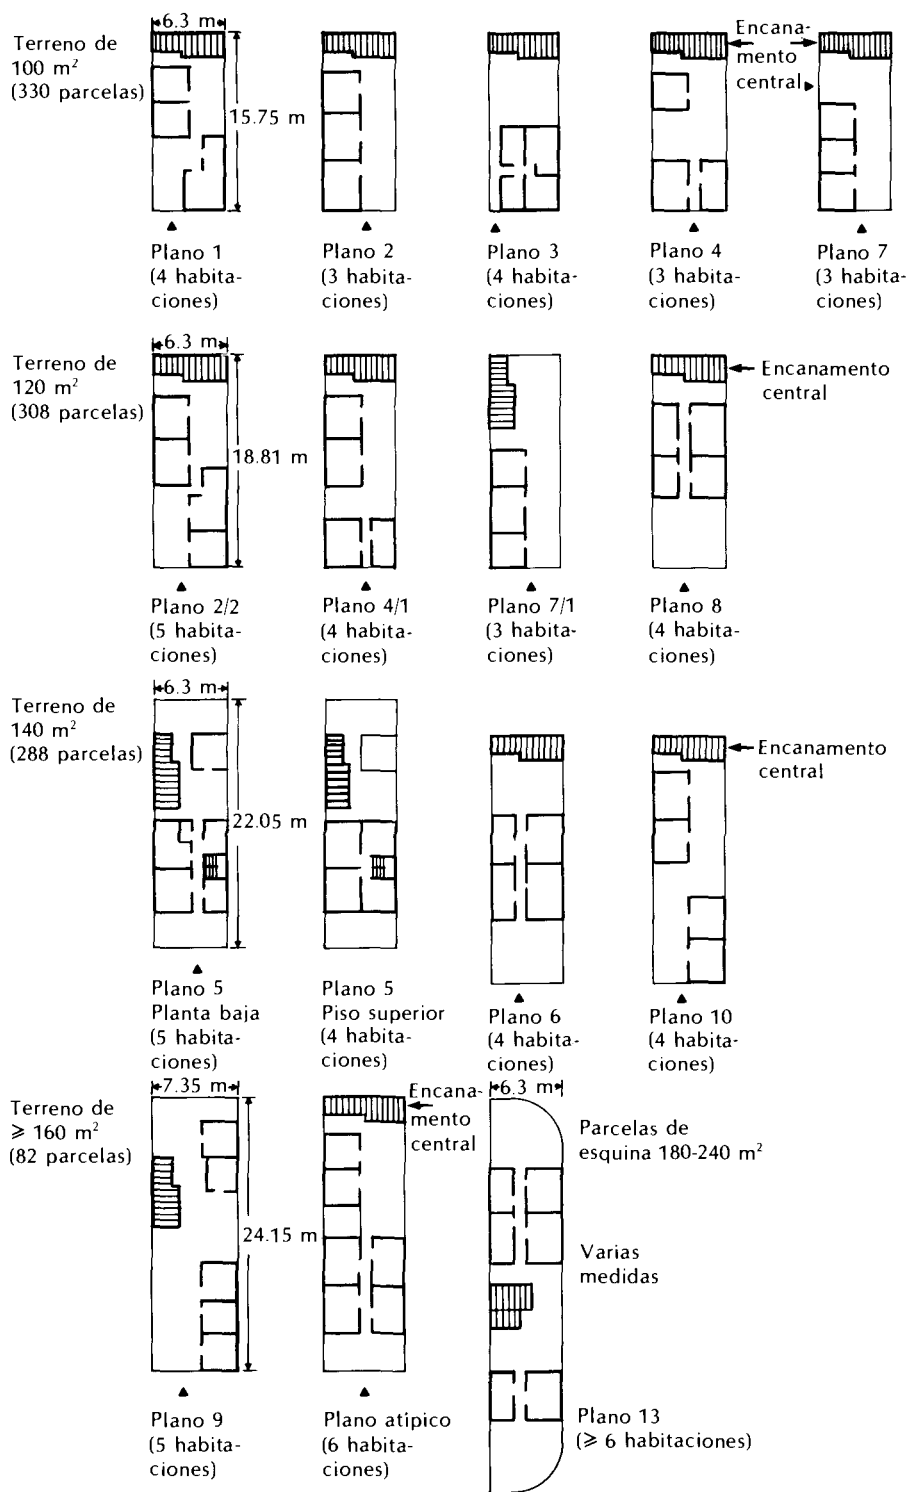 6.3 m
Terreno de
100 m²
(330 parcelas)
15.75 m
Encana-
mento
central
Plano 1
(4 habita-
ciones)
Plano 2
(3 habita-
ciones)
Plano 3
(4 habita-
ciones)
Plano 4
(3 habita-
ciones)
Plano 7
(3 habita-
ciones)
6.3 m
Terreno de
120 m²
(308 parcelas)
18.81 m
Encanamento
central
Plano 2/2
(5 habita-
ciones)
Plano 4/1
(4 habita-
ciones)
Plano 7/1
(3 habita-
ciones)
Plano 8
(4 habita-
ciones)
6.3 m
Terreno de
140 m²
(288 parcelas)
22.05 m
Encanamento
central
Plano 5
Planta baja
(5 habita-
ciones)
Plano 5
Piso superior
(4 habita-
ciones)
Plano 6
(4 habita-
ciones)
Plano 10
(4 habita-
ciones)
7.35 m
Terreno de
≥ 160 m²
(82 parcelas)
24.15 m
Encana-
mento
central
6.3 m
Parcelas de
esquina 180-240 m²
Varias
medidas
Plano 9
(5 habita-
ciones)
Plano atipico
(6 habita-
ciones)
Plano 13
(≥ 6 habitaciones)